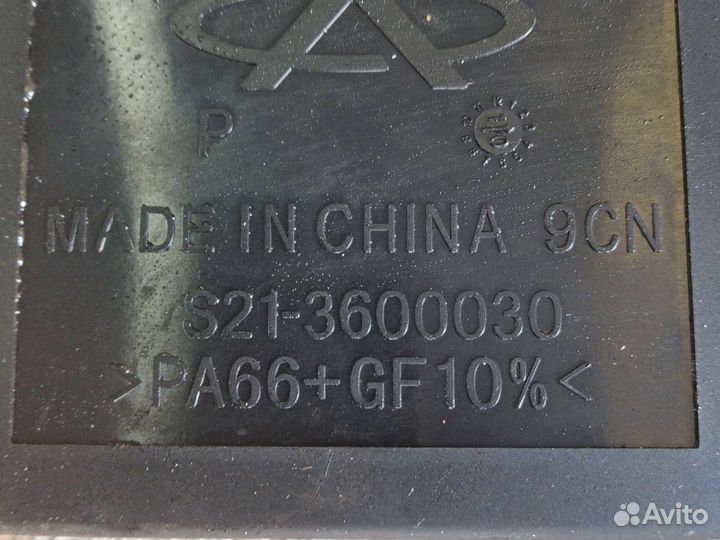 P
MADE IN CHINA 9CN
S21-3600030
>PA66+GF10%<
Avito